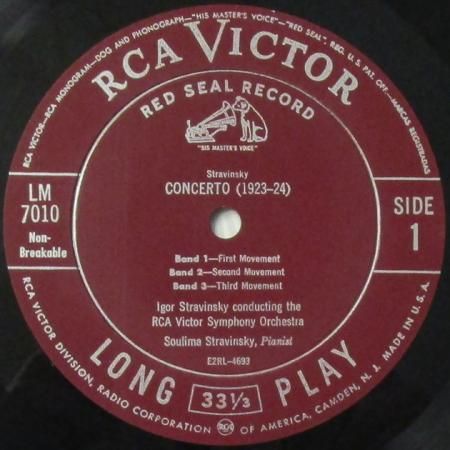 RCA VICTOR—RCA MONOGRAM—DOG AND PHONOGRAPH—"HIS MASTER'S VOICE"—"RED SEAL" REG. U.S. PAT. OFF.—MARCAS REGISTRADAS
RCA VICTOR
RED SEAL RECORD
"HIS MASTER'S VOICE"
Stravinsky
CONCERTO (1923-24)
LM
7010
Non-
Breakable
SIDE
1
Band 1—First Movement
Band 2—Second Movement
Band 3—Third Movement
Igor Stravinsky conducting the
RCA Victor Symphony Orchestra
Soulima Stravinsky, Pianist
E2RL-4693
LONG PLAY
33 1/3
RCA VICTOR DIVISION, RADIO CORPORATION RCA OF AMERICA, CAMDEN, N. J. MADE IN U.S.A.